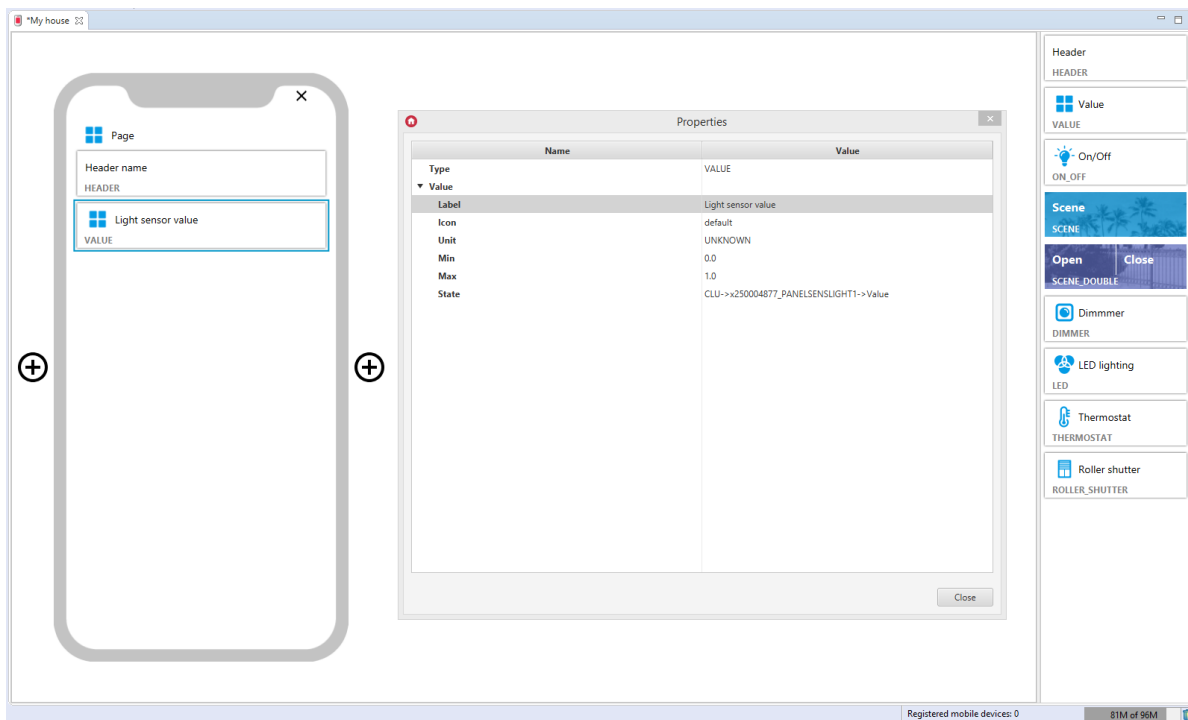 *My house
Page
Header name
HEADER
Light sensor value
VALUE
Properties
Name Value
Type VALUE
Value
Label Light sensor value
Icon default
Unit UNKNOWN
Min 0.0
Max 1.0
State CLU->x250004877_PANELSENSLIGHT1->Value
Close
Header
HEADER
Value
VALUE
On/Off
ON_OFF
Scene
SCENE
Open Close
SCENE_DOUBLE
Dimmmer
DIMMER
LED lighting
LED
Thermostat
THERMOSTAT
Roller shutter
ROLLER_SHUTTER
Registered mobile devices: 0
81M of 96M